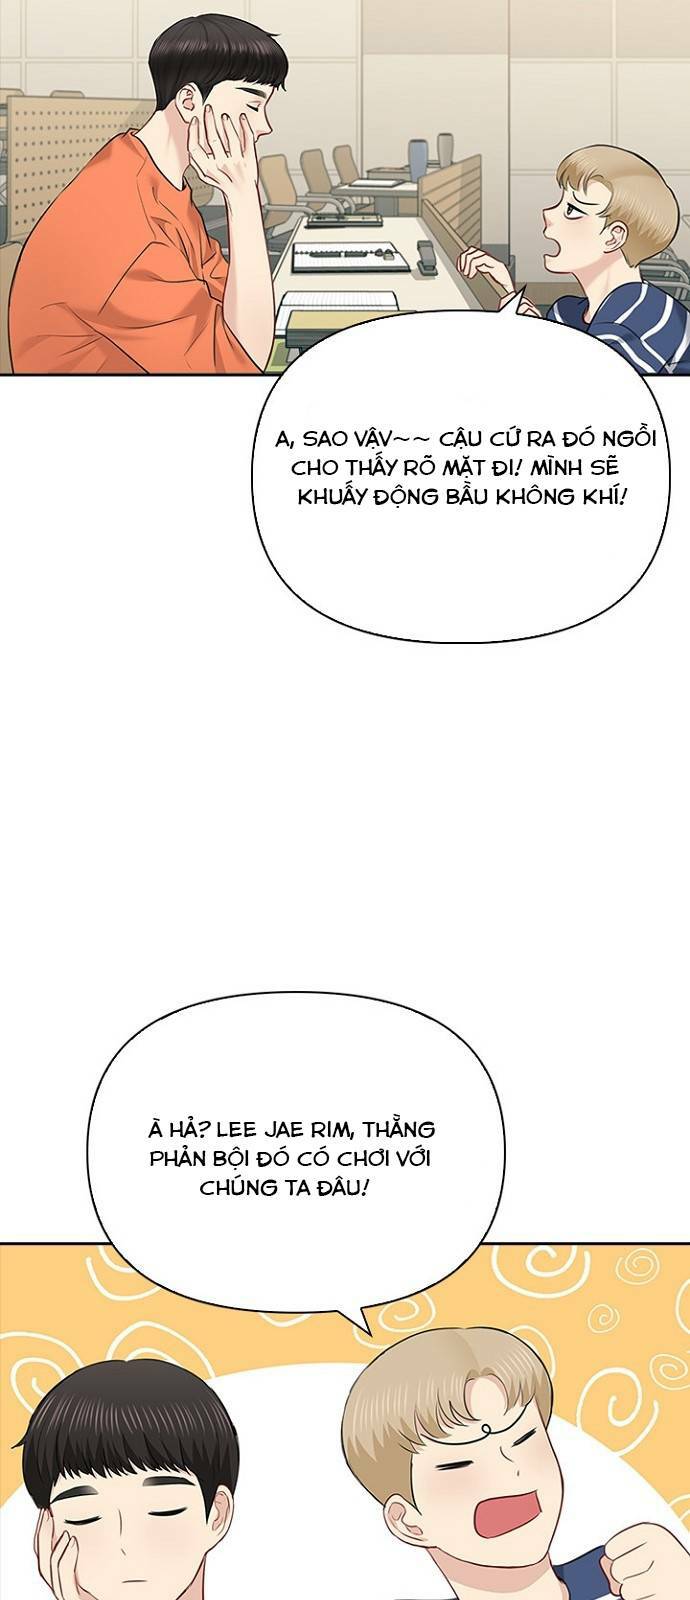 A, SAO VẬY~~ CẬU CỨ RA ĐÓ NGỒI
CHO THẤY RÕ MẶT ĐI! MÌNH SẼ
KHUẤY ĐỘNG BẦU KHÔNG KHÍ!
À HẢ? LEE JAE RIM, THẰNG
PHẢN BỘI ĐÓ CÓ CHƠI VỚI
CHÚNG TA ĐÂU!